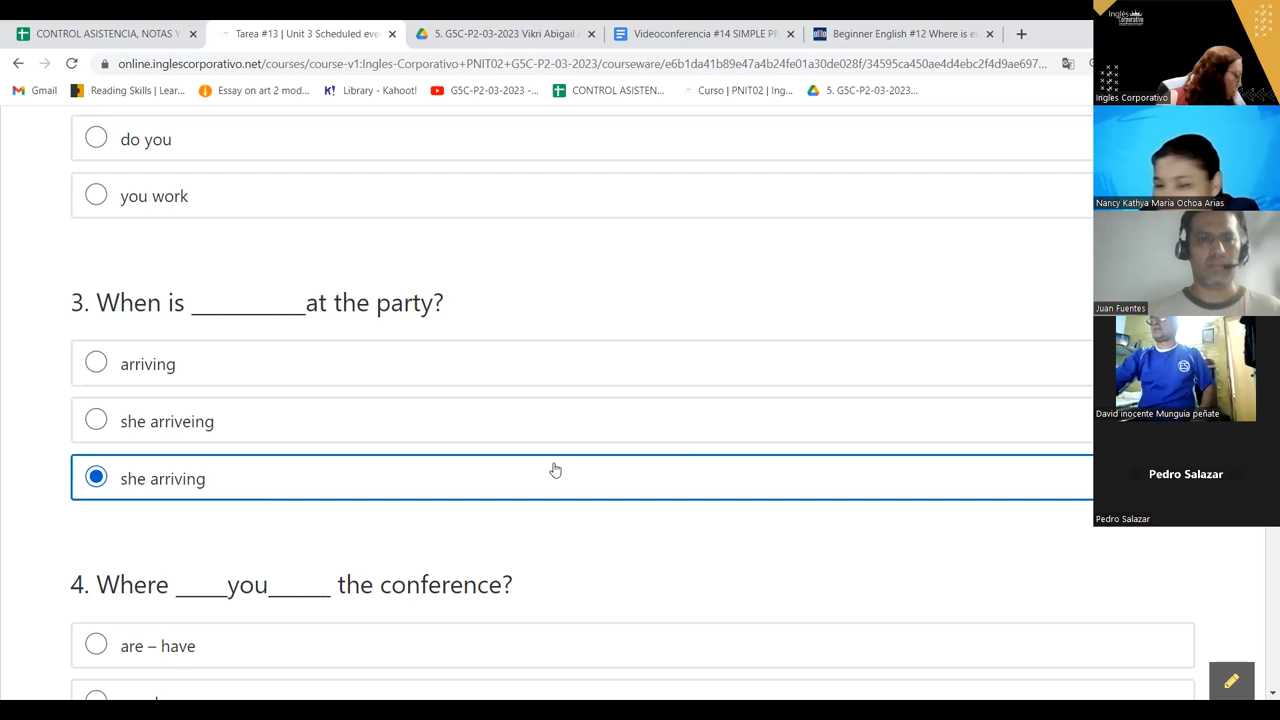 CONTROL ASISTENCIA, NOTAS Y
Tarea #13 | Unit 3 Scheduled eve
G5C-P2-03-2023 Vikri Abigail
Videoconferencia #14 SIMPLE PR
Beginner English #12 Where is e
online.inglescorporativo.net/courses/course-v1:Ingles-Corporativo+PNIT02+G5C-P2-03-2023/courseware/e6b1da41b89e47a4b24fe01a30de028f/34595ca450ae4d4ebc2f4d9ae697...
Gmail
Reading Skills | Lear...
Essay on art 2 mod...
Library - Kahoot!
G5C-P2-03-2023 -...
CONTROL ASISTEN...
Curso | PNIT02 | Ing...
5. G5C-P2-03-2023...
do you
you work
3. When is __________at the party?
arriving
she arriveing
she arriving
4. Where _____you______ the conference?
are – have
Inglés
Corporativo
Ingles Corporativo
Nancy Kathya Maria Ochoa Arias
Juan Fuentes
ES
David inocente Munguia peñate
Pedro Salazar
Pedro Salazar